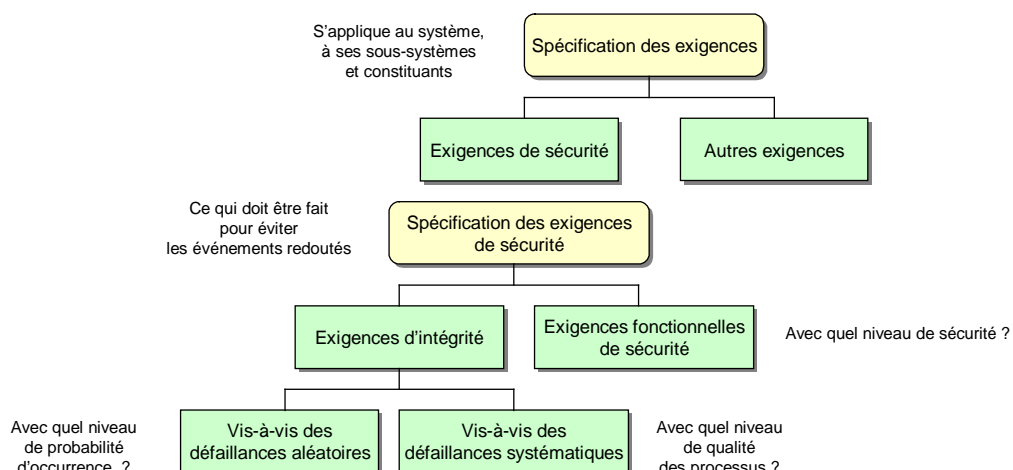 S'applique au système,
à ses sous-systèmes
et constituants
Spécification des exigences
Exigences de sécurité
Autres exigences
Ce qui doit être fait
pour éviter
les événements redoutés
Spécification des exigences
de sécurité
Exigences d'intégrité
Exigences fonctionnelles
de sécurité
Avec quel niveau de sécurité ?
Avec quel niveau
de probabilité
d'occurrence ?
Vis-à-vis des
défaillances aléatoires
Vis-à-vis des
défaillances systématiques
Avec quel niveau
de qualité
des processus ?